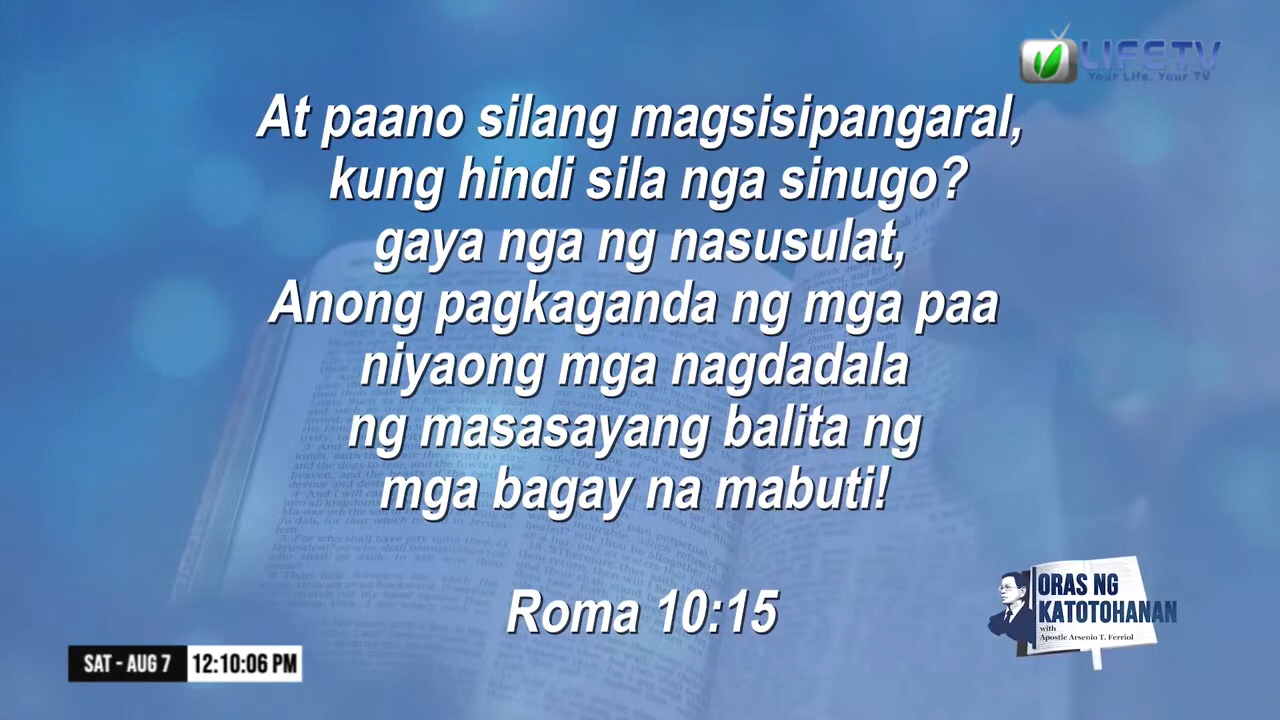 LIFETV
Your Life. Your TV
At paano silang magsisipangaral,
kung hindi sila nga sinugo?
gaya nga ng nasusulat,
Anong pagkaganda ng mga paa
niyaong mga nagdadala
ng masasayang balita ng
mga bagay na mabuti!
Roma 10:15
ORAS NG
KATOTOHANAN
with
Apostle Arsenio T. Ferriol
SAT - AUG 7 12:10:06 PM